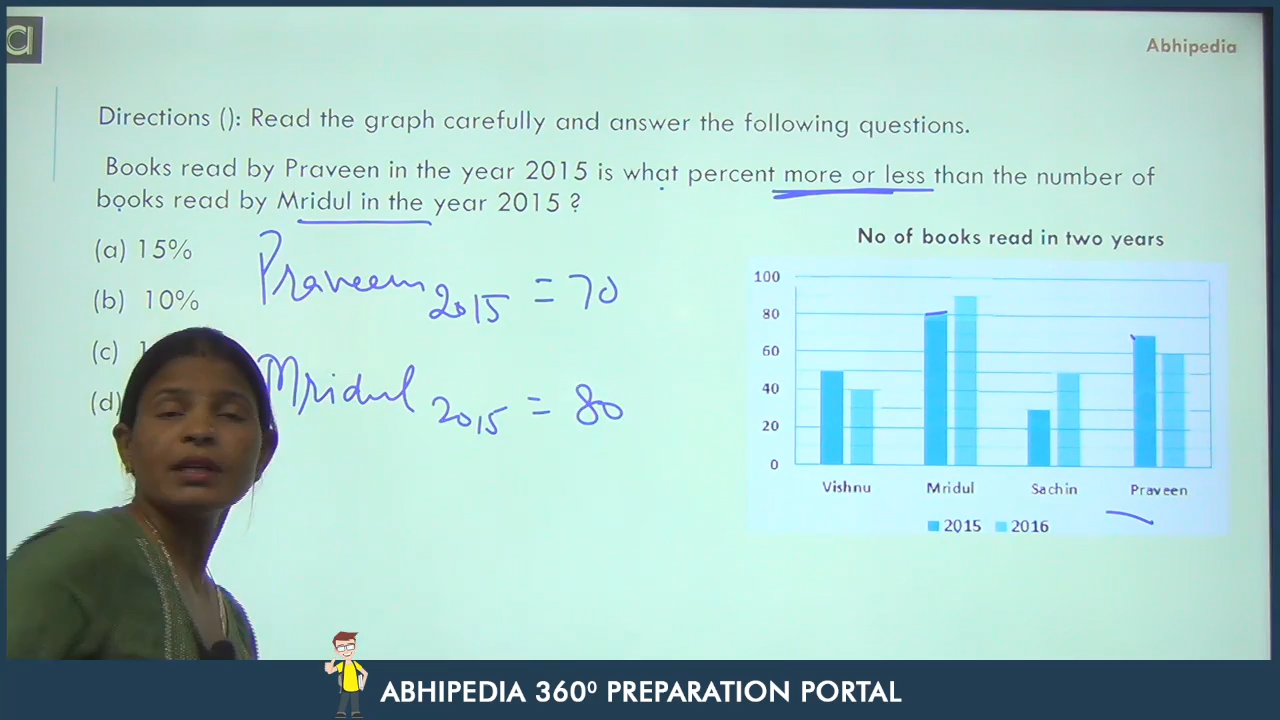 a
Abhipedia
Directions (): Read the graph carefully and answer the following questions.
Books read by Praveen in the year 2015 is what percent more or less than the number of
books read by Mridul in the year 2015 ?
(a) 15%
(b) 10%
(c) 1
(d)
Praveen 2015 = 70
Mridul 2015 = 80
No of books read in two years
100
80
60
40
20
0
Vishnu Mridul Sachin Praveen
2015 2016
ABHIPEDIA 360⁰ PREPARATION PORTAL